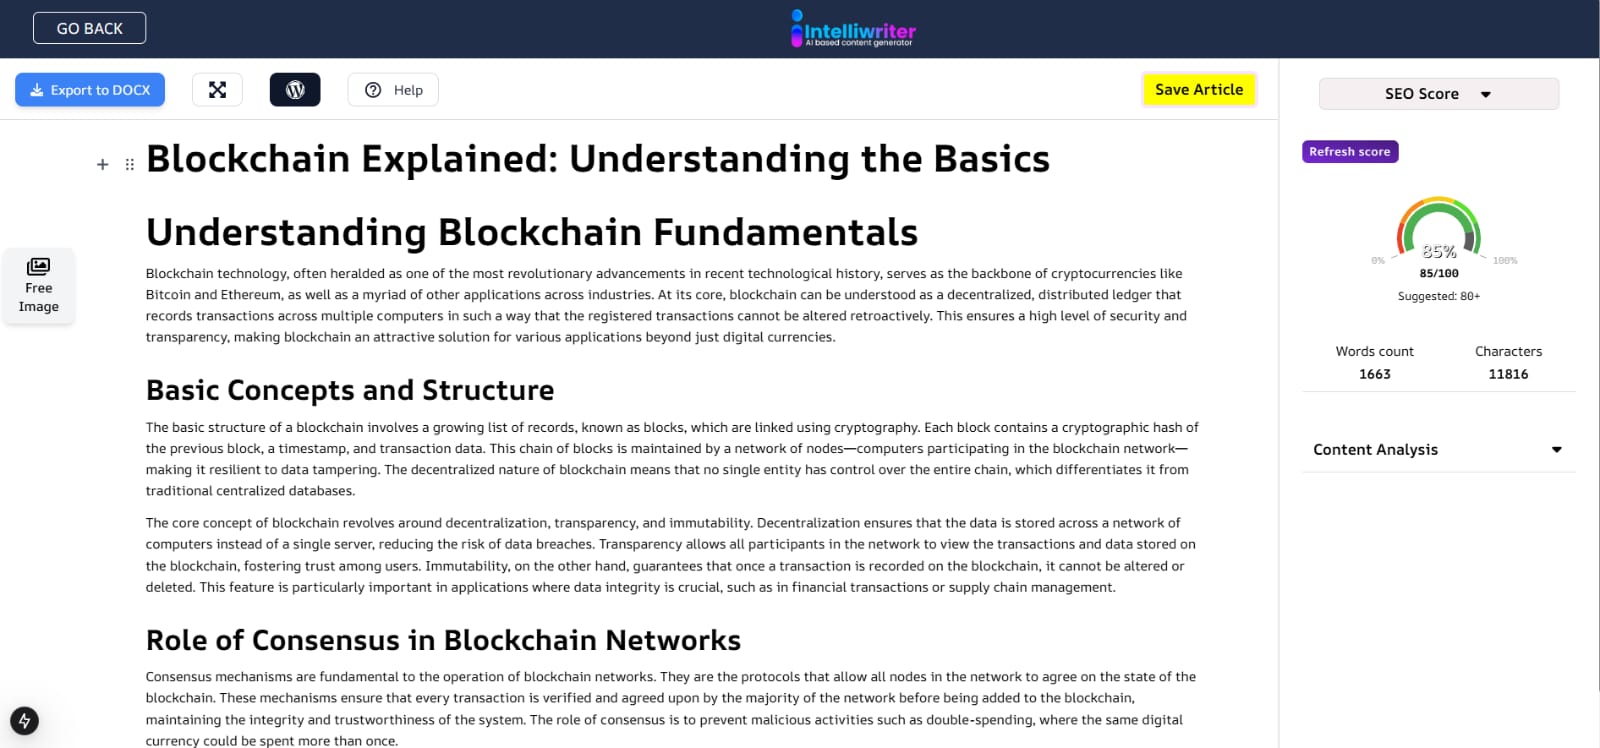 GO BACK
Intelliwriter
AI based content generator
Export to DOCX
Help
Save Article
SEO Score
Refresh score
Blockchain Explained: Understanding the Basics
Understanding Blockchain Fundamentals
Blockchain technology, often heralded as one of the most revolutionary advancements in recent technological history, serves as the backbone of cryptocurrencies like
Bitcoin and Ethereum, as well as a myriad of other applications across industries. At its core, blockchain can be understood as a decentralized, distributed ledger that
records transactions across multiple computers in such a way that the registered transactions cannot be altered retroactively. This ensures a high level of security and
transparency, making blockchain an attractive solution for various applications beyond just digital currencies.
Basic Concepts and Structure
The basic structure of a blockchain involves a growing list of records, known as blocks, which are linked using cryptography. Each block contains a cryptographic hash of
the previous block, a timestamp, and transaction data. This chain of blocks is maintained by a network of nodes—computers participating in the blockchain network—
making it resilient to data tampering. The decentralized nature of blockchain means that no single entity has control over the entire chain, which differentiates it from
traditional centralized databases.
The core concept of blockchain revolves around decentralization, transparency, and immutability. Decentralization ensures that the data is stored across a network of
computers instead of a single server, reducing the risk of data breaches. Transparency allows all participants in the network to view the transactions and data stored on
the blockchain, fostering trust among users. Immutability, on the other hand, guarantees that once a transaction is recorded on the blockchain, it cannot be altered or
deleted. This feature is particularly important in applications where data integrity is crucial, such as in financial transactions or supply chain management.
Role of Consensus in Blockchain Networks
Consensus mechanisms are fundamental to the operation of blockchain networks. They are the protocols that allow all nodes in the network to agree on the state of the
blockchain. These mechanisms ensure that every transaction is verified and agreed upon by the majority of the network before being added to the blockchain,
maintaining the integrity and trustworthiness of the system. The role of consensus is to prevent malicious activities such as double-spending, where the same digital
currency could be spent more than once.
Free
Image
85%
0%
100%
85/100
Suggested: 80+
Words count
Characters
1663
11816
Content Analysis